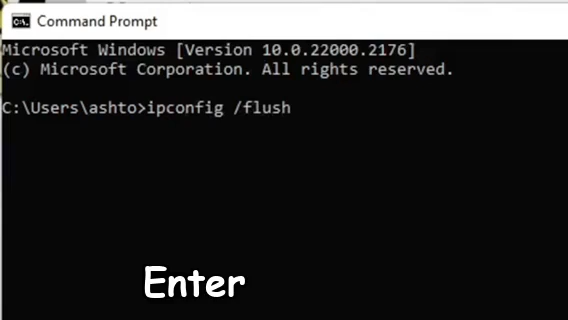 Command Prompt
Microsoft Windows [Version 10.0.22000.2176]
(c) Microsoft Corporation. All rights reserved.
C:\Users\ashto>ipconfig /flush
Enter